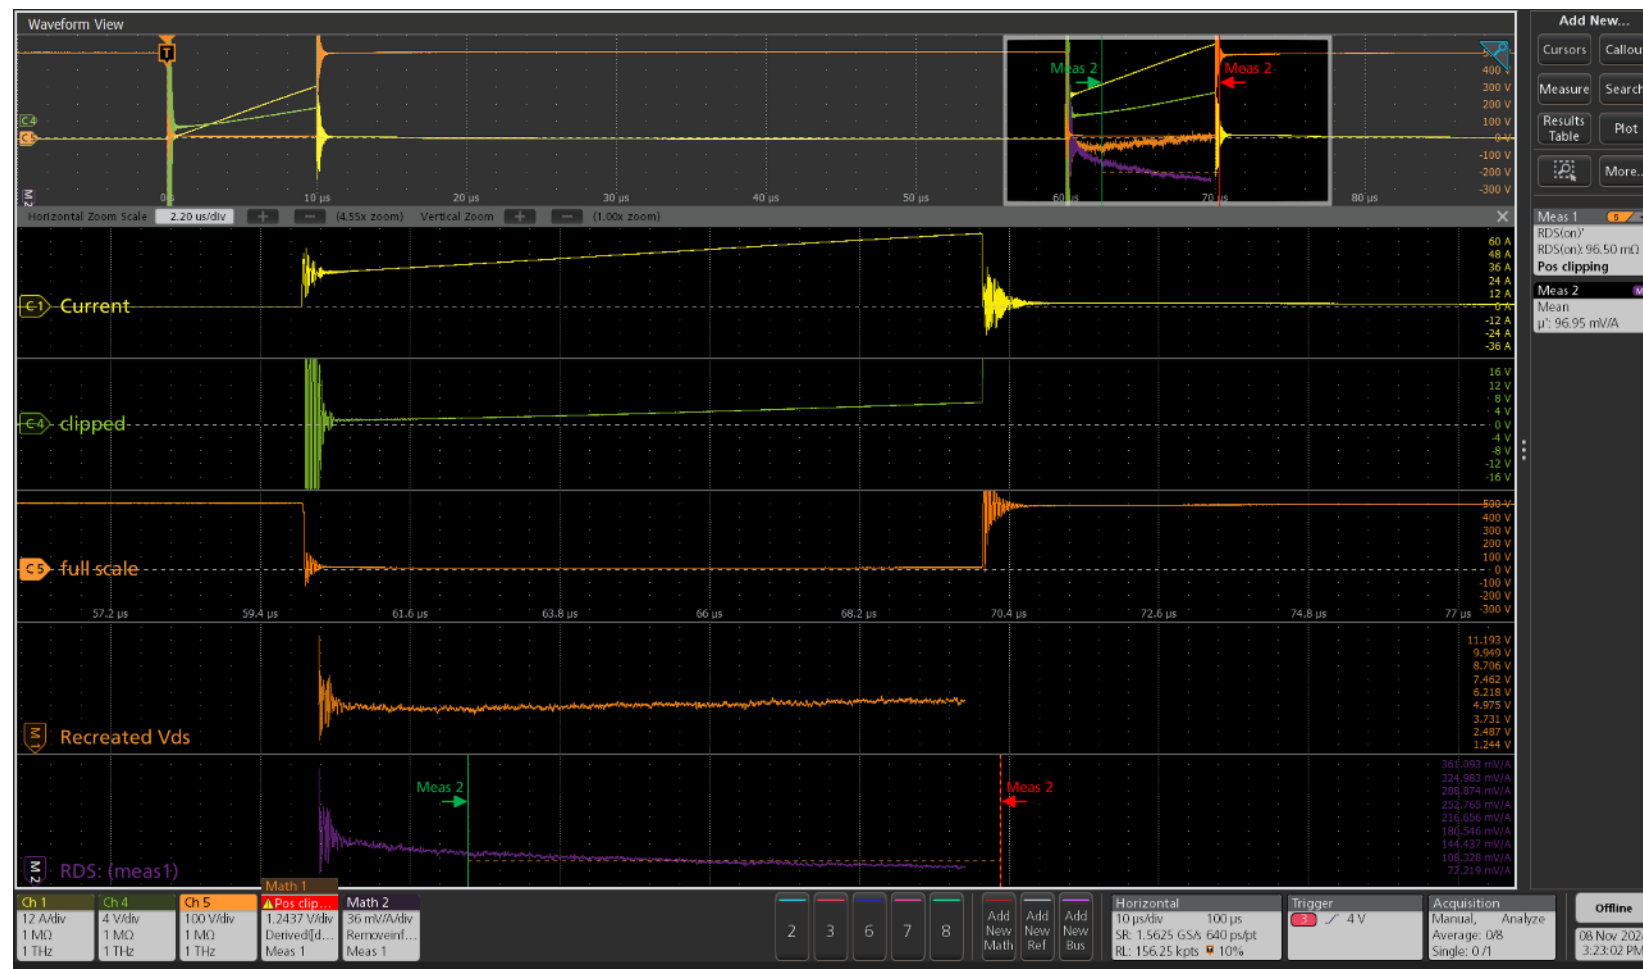 Waveform View
Add New...
Cursors
Callou
Measure
Search
Results Table
Plot
More...
T
C4
C5
M2
Meas 2
Meas 2
400 V
300 V
200 V
100 V
0 V
-100 V
-200 V
-300 V
0 s
10 µs
20 µs
30 µs
40 µs
50 µs
60 µs
70 µs
80 µs
Horizontal Zoom Scale 2.20 us/div + − (4.55x zoom) Vertical Zoom + − (1.00x zoom)
Meas 1 5
RDS(on)'
RDS(on): 96.50 mΩ
Pos clipping
Meas 2 M
Mean
µ': 96.95 mV/A
C1 Current
60 A
48 A
36 A
24 A
12 A
0 A
-12 A
-24 A
-36 A
C4 clipped
16 V
12 V
8 V
4 V
0 V
-4 V
-8 V
-12 V
-16 V
C5 full scale
500 V
400 V
300 V
200 V
100 V
0 V
-100 V
-200 V
-300 V
57.2 µs
59.4 µs
61.6 µs
63.8 µs
66 µs
68.2 µs
70.4 µs
72.6 µs
74.8 µs
77 µs
M1 Recreated Vds
11.193 V
9.949 V
8.706 V
7.462 V
6.218 V
4.975 V
3.731 V
2.487 V
1.244 V
Meas 2
Meas 2
M2 RDS: (meas1)
361.093 mV/A
324.983 mV/A
288.874 mV/A
252.765 mV/A
216.656 mV/A
180.546 mV/A
144.437 mV/A
108.328 mV/A
72.219 mV/A
Ch 1
12 A/div
1 MΩ
1 THz
Ch 4
4 V/div
1 MΩ
1 THz
Ch 5
100 V/div
1 MΩ
1 THz
Math 1
Pos clip...
1.2437 V/div
Derived[d...
Meas 1
Math 2
36 mV/A/div
Removeinf...
Meas 1
2
3
6
7
8
Add New Math
Add New Ref
Add New Bus
Horizontal
10 µs/div 100 µs
SR: 1.5625 GS/s 640 ps/pt
RL: 156.25 kpts 10%
Trigger
3 4 V
Acquisition
Manual, Analyze
Average: 0/8
Single: 0 /1
Offline
08 Nov 202
3:23:02 PM